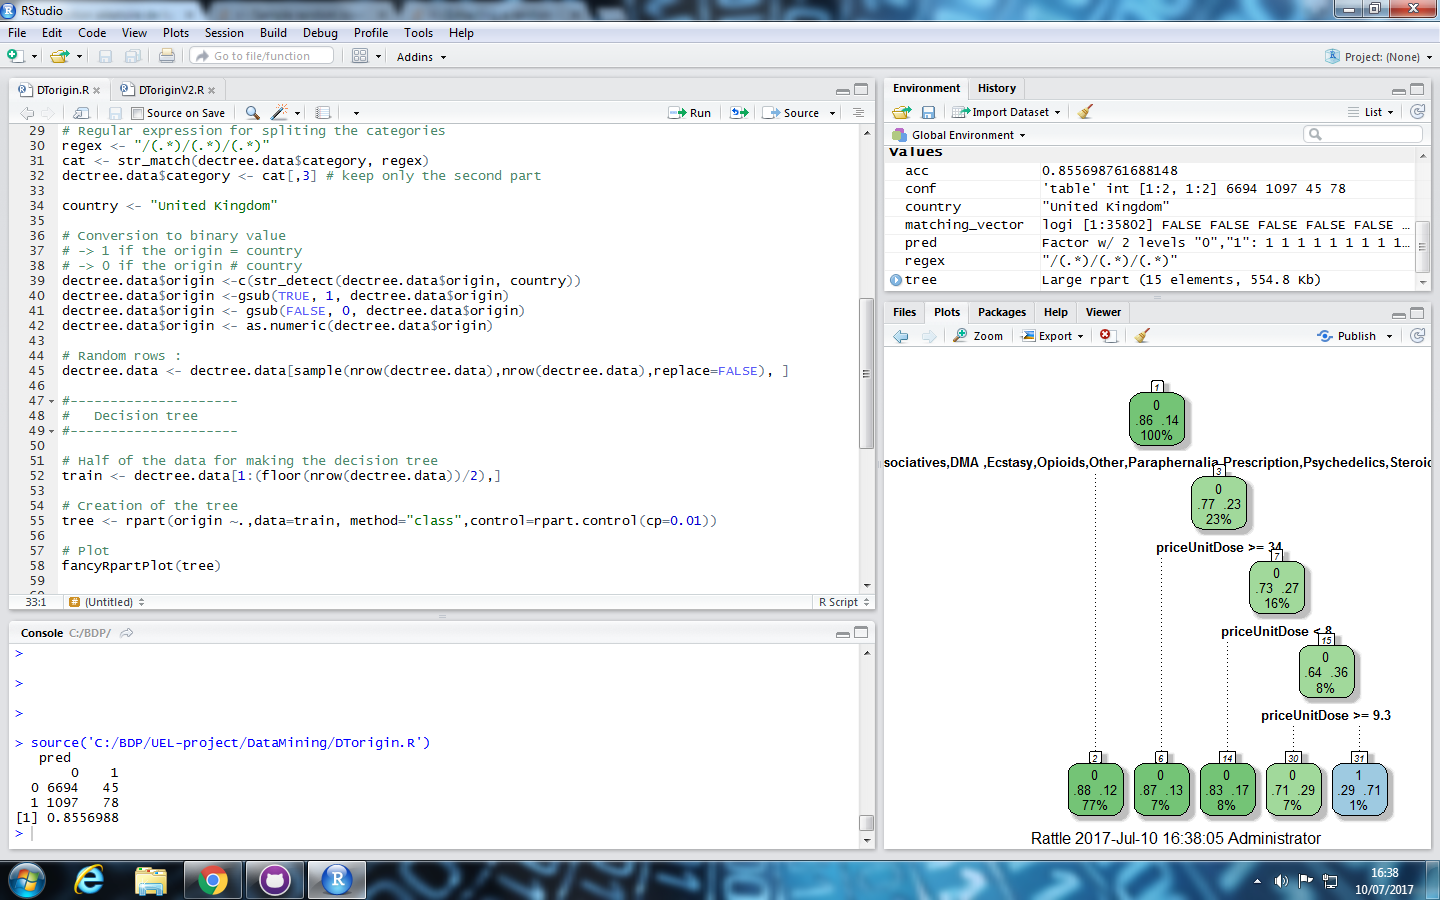 RStudio
File Edit Code View Plots Session Build Debug Profile Tools Help
Go to file/function Addins Project: (None)
DTorigin.R DToriginV2.R
Source on Save Run Source
29 # Regular expression for spliting the categories
30 regex <- "/(.*)/(.*)/(.*)"
31 cat <- str_match(dectree.data$category, regex)
32 dectree.data$category <- cat[,3] # keep only the second part
33
34 country <- "United Kingdom"
35
36 # Conversion to binary value
37 # -> 1 if the origin = country
38 # -> 0 if the origin ≠ country
39 dectree.data$origin <-c(str_detect(dectree.data$origin, country))
40 dectree.data$origin <-gsub(TRUE, 1, dectree.data$origin)
41 dectree.data$origin <- gsub(FALSE, 0, dectree.data$origin)
42 dectree.data$origin <- as.numeric(dectree.data$origin)
43
44 # Random rows :
45 dectree.data <- dectree.data[sample(nrow(dectree.data),nrow(dectree.data),replace=FALSE), ]
46
47 #---------------------
48 #   Decision tree
49 #---------------------
50
51 # Half of the data for making the decision tree
52 train <- dectree.data[1:(floor(nrow(dectree.data))/2),]
53
54 # Creation of the tree
55 tree <- rpart(origin ~.,data=train, method="class",control=rpart.control(cp=0.01))
56
57 # Plot
58 fancyRpartPlot(tree)
59
33:1 # (Untitled) R Script
Console C:/BDP/
>
>
>
> source('C:/BDP/UEL-project/DataMining/DTorigin.R')
pred
0 1
0 6694 45
1 1097 78
[1] 0.8556988
>
Environment History
Import Dataset List
Global Environment
Values
acc 0.855698761688148
conf 'table' int [1:2, 1:2] 6694 1097 45 78
country "United Kingdom"
matching_vector logi [1:35802] FALSE FALSE FALSE FALSE FALSE …
pred Factor w/ 2 levels "0","1": 1 1 1 1 1 1 1 1 1…
regex "/(.*)/(.*)/(.*)"
tree Large rpart (15 elements, 554.8 Kb)
Files Plots Packages Help Viewer
Zoom Export Publish
1
0
.86 .14
100%
sociatives,DMA ,Ecstasy,Opioids,Other,Paraphernalia,Prescription,Psychedelics,Steroid
3
0
.77 .23
23%
priceUnitDose >= 34
7
0
.73 .27
16%
priceUnitDose < 8
15
0
.64 .36
8%
priceUnitDose >= 9.3
2 6 14 30 31
0 0 0 0 1
.88 .12 .87 .13 .83 .17 .71 .29 .29 .71
77% 7% 8% 7% 1%
Rattle 2017-Jul-10 16:38:05 Administrator
16:38
10/07/2017